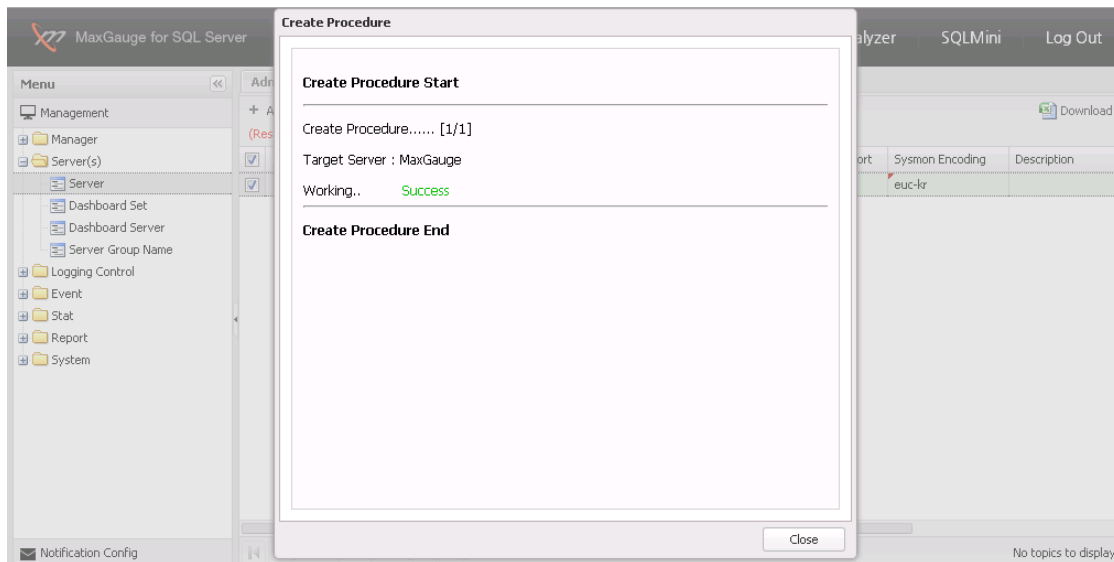 MaxGauge for SQL Server
SQLMini
Log Out
Menu
Management
Manager
Server(s)
Server
Dashboard Set
Dashboard Server
Server Group Name
Logging Control
Event
Stat
Report
System
Notification Config
Create Procedure
Create Procedure Start
Create Procedure...... [1/1]
Target Server : MaxGauge
Working.. Success
Create Procedure End
Close
Download
Sysmon Encoding Description
euc-kr
No topics to display